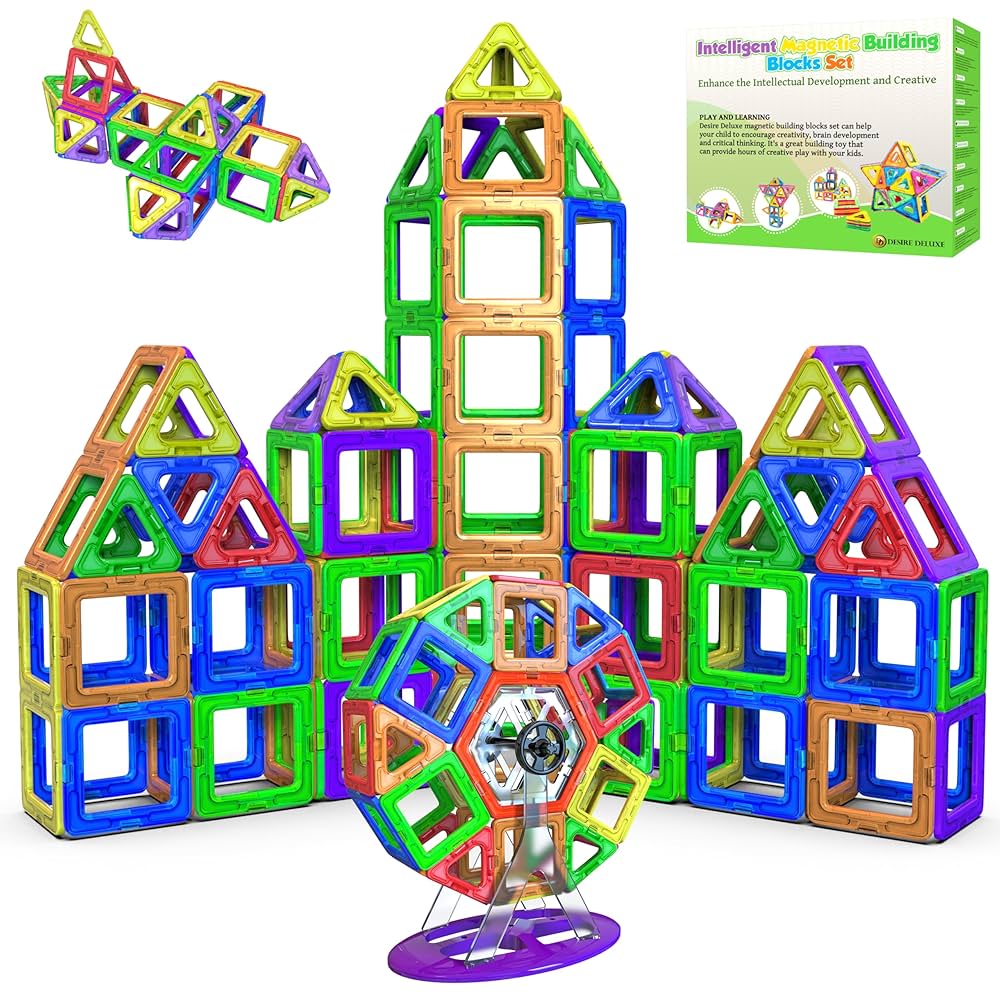 Intelligent Magnetic Building
Blocks Set
Enhance the Intellectual Development and Creative
PLAY AND LEARNING
Desire Deluxe magnetic building blocks set can help
your child to encourage creativity, brain development
and critical thinking. It's a great building toy that
can provide hours of creative play with your kids.
DESIRE DELUXE